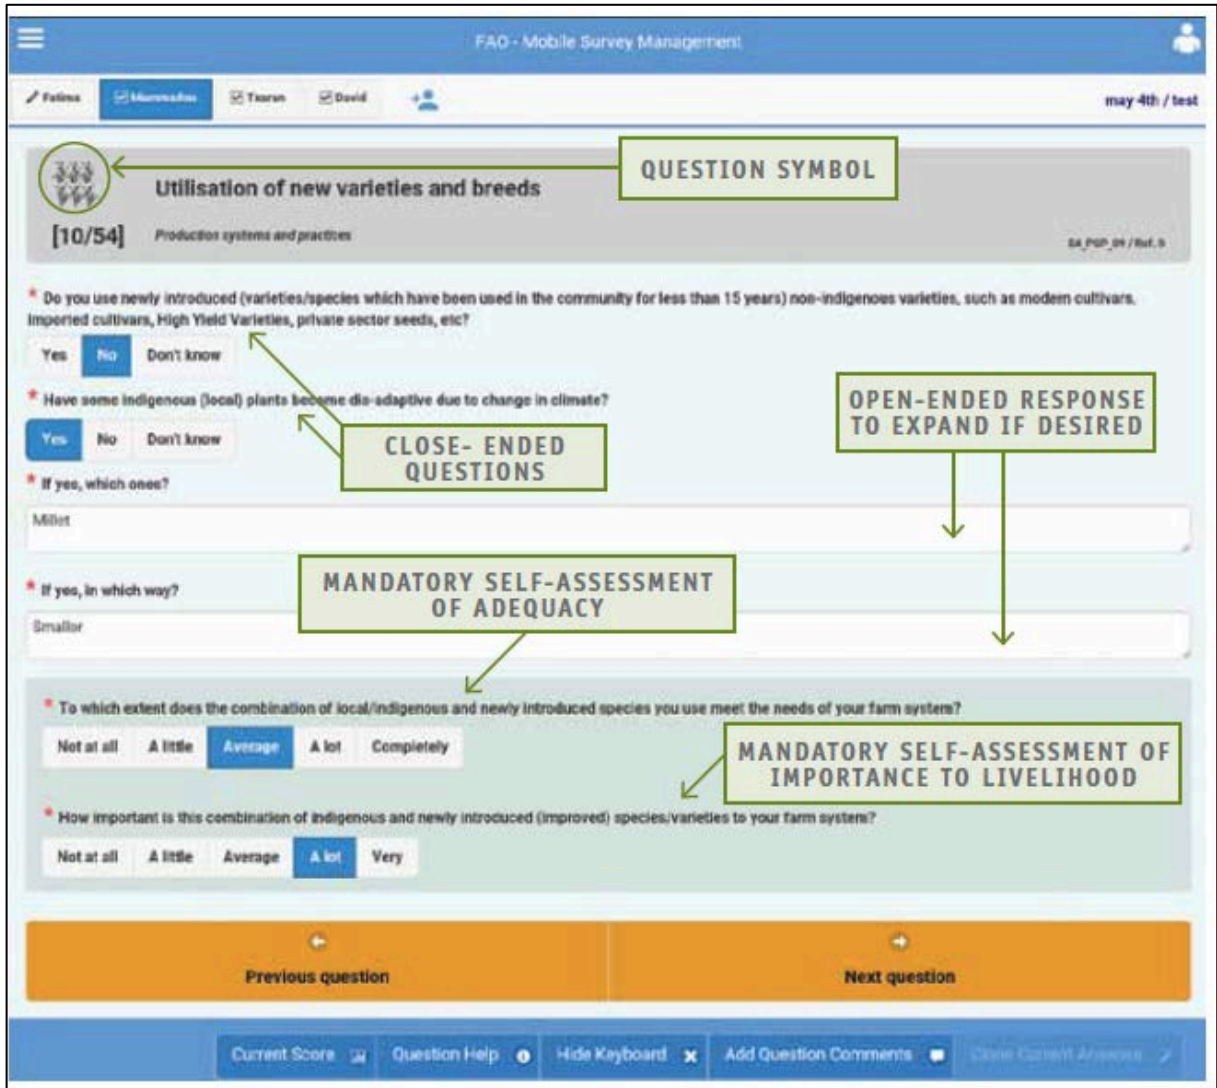 FAO - Mobile Survey Management
Fatima
Tsarun
David
may 4th / test
QUESTION SYMBOL
Utilisation of new varieties and breeds
[10/54]
Production systems and practices
* Do you use newly introduced (varieties/species which have been used in the community for less than 15 years) non-indigenous varieties, such as modern cultivars,
Imported cultivars, High Yield Varieties, private sector seeds, etc?
Yes No Don't know
* Have some indigenous (local) plants become dis-adaptive due to change in climate?
Yes No Don't know
CLOSE- ENDED
QUESTIONS
OPEN-ENDED RESPONSE
TO EXPAND IF DESIRED
* If yes, which ones?
Millet
MANDATORY SELF-ASSESSMENT
OF ADEQUACY
* If yes, in which way?
Smaller
* To which extent does the combination of local/indigenous and newly introduced species you use meet the needs of your farm system?
Not at all A little Average A lot Completely
MANDATORY SELF-ASSESSMENT OF
IMPORTANCE TO LIVELIHOOD
* How important is this combination of indigenous and newly introduced (improved) species/varieties to your farm system?
Not at all A little Average A lot Very
Previous question
Next question
Current Score Question Help Hide Keyboard Add Question Comments